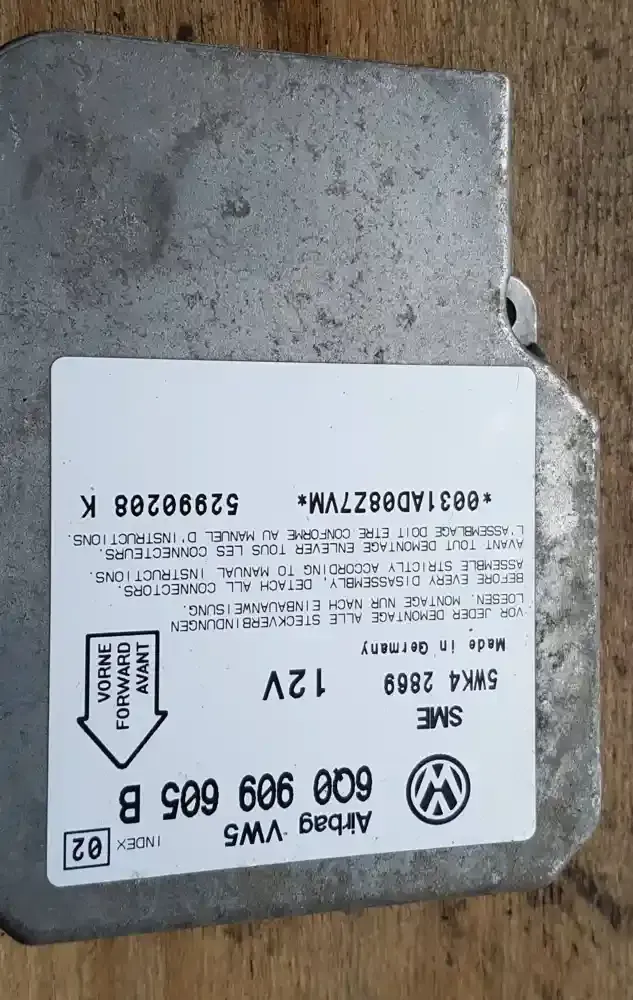 Airbag VW5
INDEX 02
6Q0 909 605 B
SME
5WK4 2869
12V
Made in Germany
VORNE
FORWARD
AVANT
VOR JEDER DEMONTAGE ALLE STECKVERBINDUNGEN
LOESEN. MONTAGE NUR NACH EINBAUANWEISUNG.
BEFORE EVERY DISASSEMBLY, DETACH ALL CONNECTORS.
ASSEMBLE STRICTLY ACCORDING TO MANUAL INSTRUCTIONS.
AVANT TOUT DEMONTAGE ENLEVER TOUS LES CONNECTEURS.
L'ASSEMBLAGE DOIT ETRE CONFORME AU MANUEL D'INSTRUCTIONS.
*0031AD08Z7VM* 52990208 K